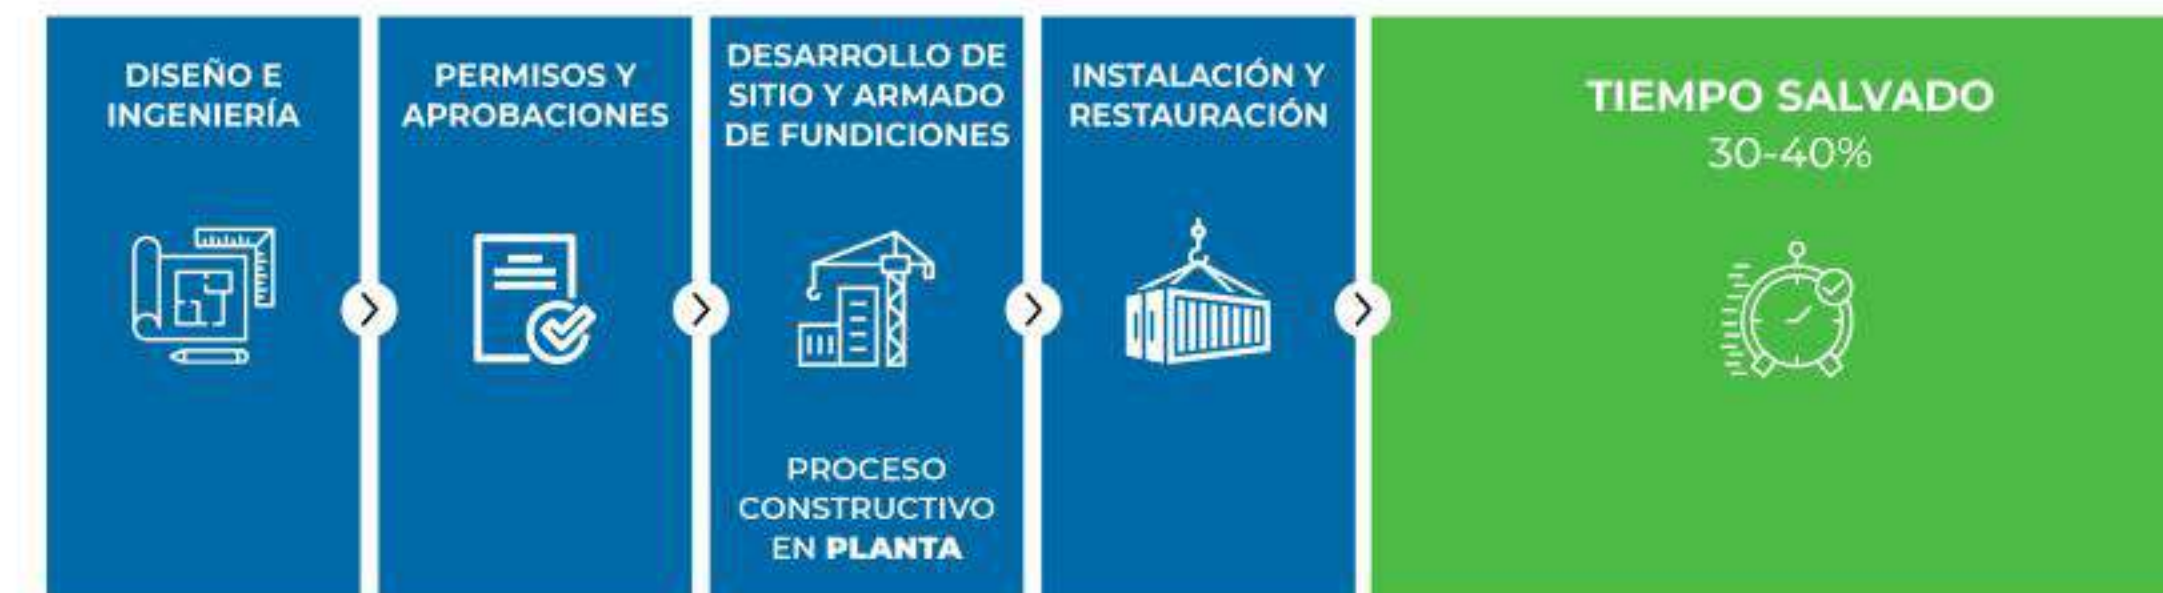 DISEÑO E
INGENIERÍA
PERMISOS Y
APROBACIONES
DESARROLLO DE
SITIO Y ARMADO
DE FUNDICIONES
PROCESO
CONSTRUCTIVO
EN PLANTA
INSTALACIÓN Y
RESTAURACIÓN
TIEMPO SALVADO
30-40%